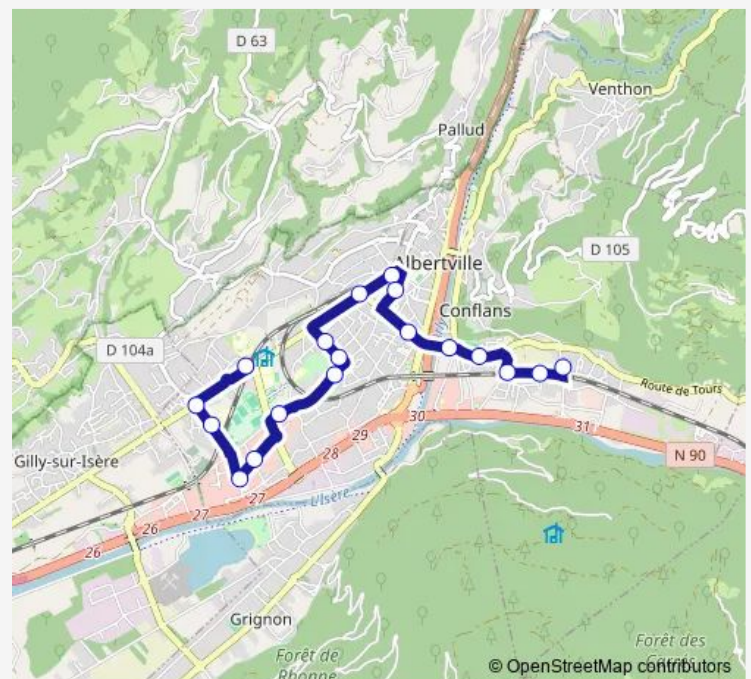 D 63
Venthon
Pallud
D 105
Albertville
Conflans
D 104a
Route de Tours
30
31
Gilly-sur-Isère
29
N 90
28
27
27
L'Isère
26
27
26
Grignon
Forêt de
Rhonne
Forêt des
© OpenStreetMap contributors